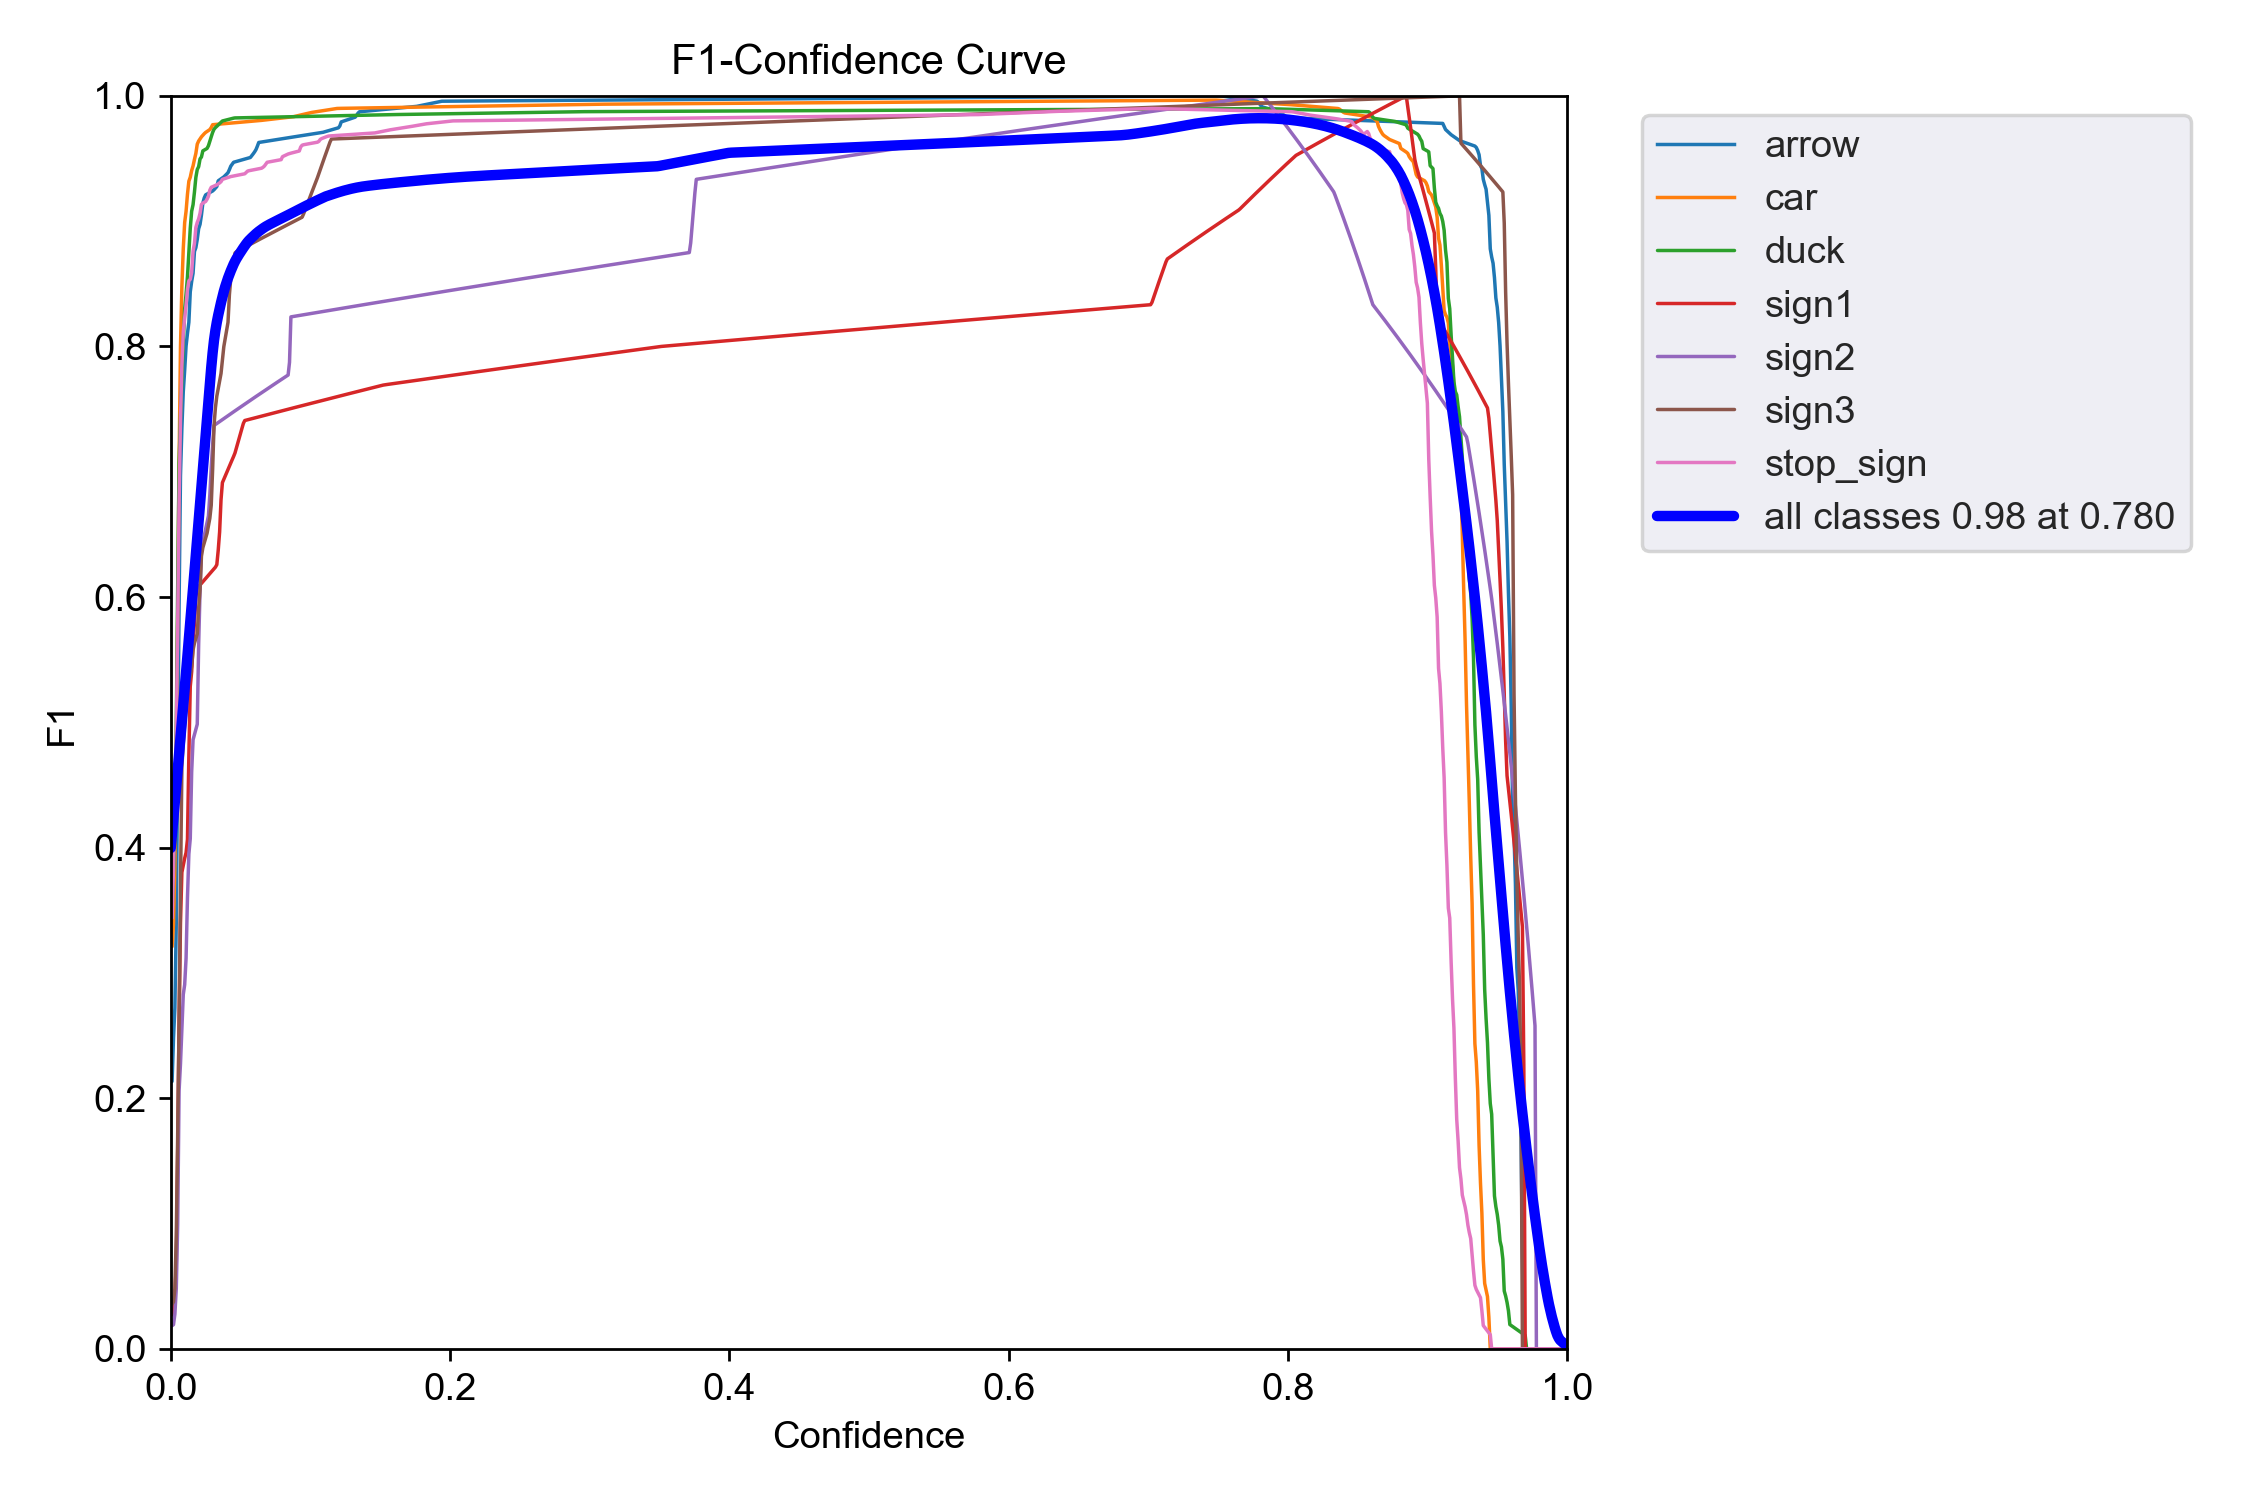 F1-Confidence Curve
1.0
0.8
0.6
0.4
0.2
0.0
F1
0.0 0.2 0.4 0.6 0.8 1.0
Confidence
arrow
car
duck
sign1
sign2
sign3
stop_sign
all classes 0.98 at 0.780